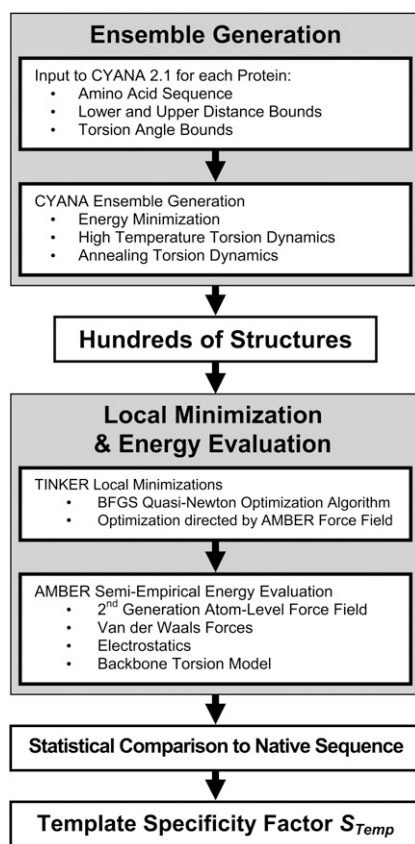 Ensemble Generation
Input to CYANA 2.1 for each Protein:
• Amino Acid Sequence
• Lower and Upper Distance Bounds
• Torsion Angle Bounds
CYANA Ensemble Generation
• Energy Minimization
• High Temperature Torsion Dynamics
• Annealing Torsion Dynamics
Hundreds of Structures
Local Minimization
& Energy Evaluation
TINKER Local Minimizations
• BFGS Quasi-Newton Optimization Algorithm
• Optimization directed by AMBER Force Field
AMBER Semi-Empirical Energy Evaluation
• 2nd Generation Atom-Level Force Field
• Van der Waals Forces
• Electrostatics
• Backbone Torsion Model
Statistical Comparison to Native Sequence
Template Specificity Factor STemp